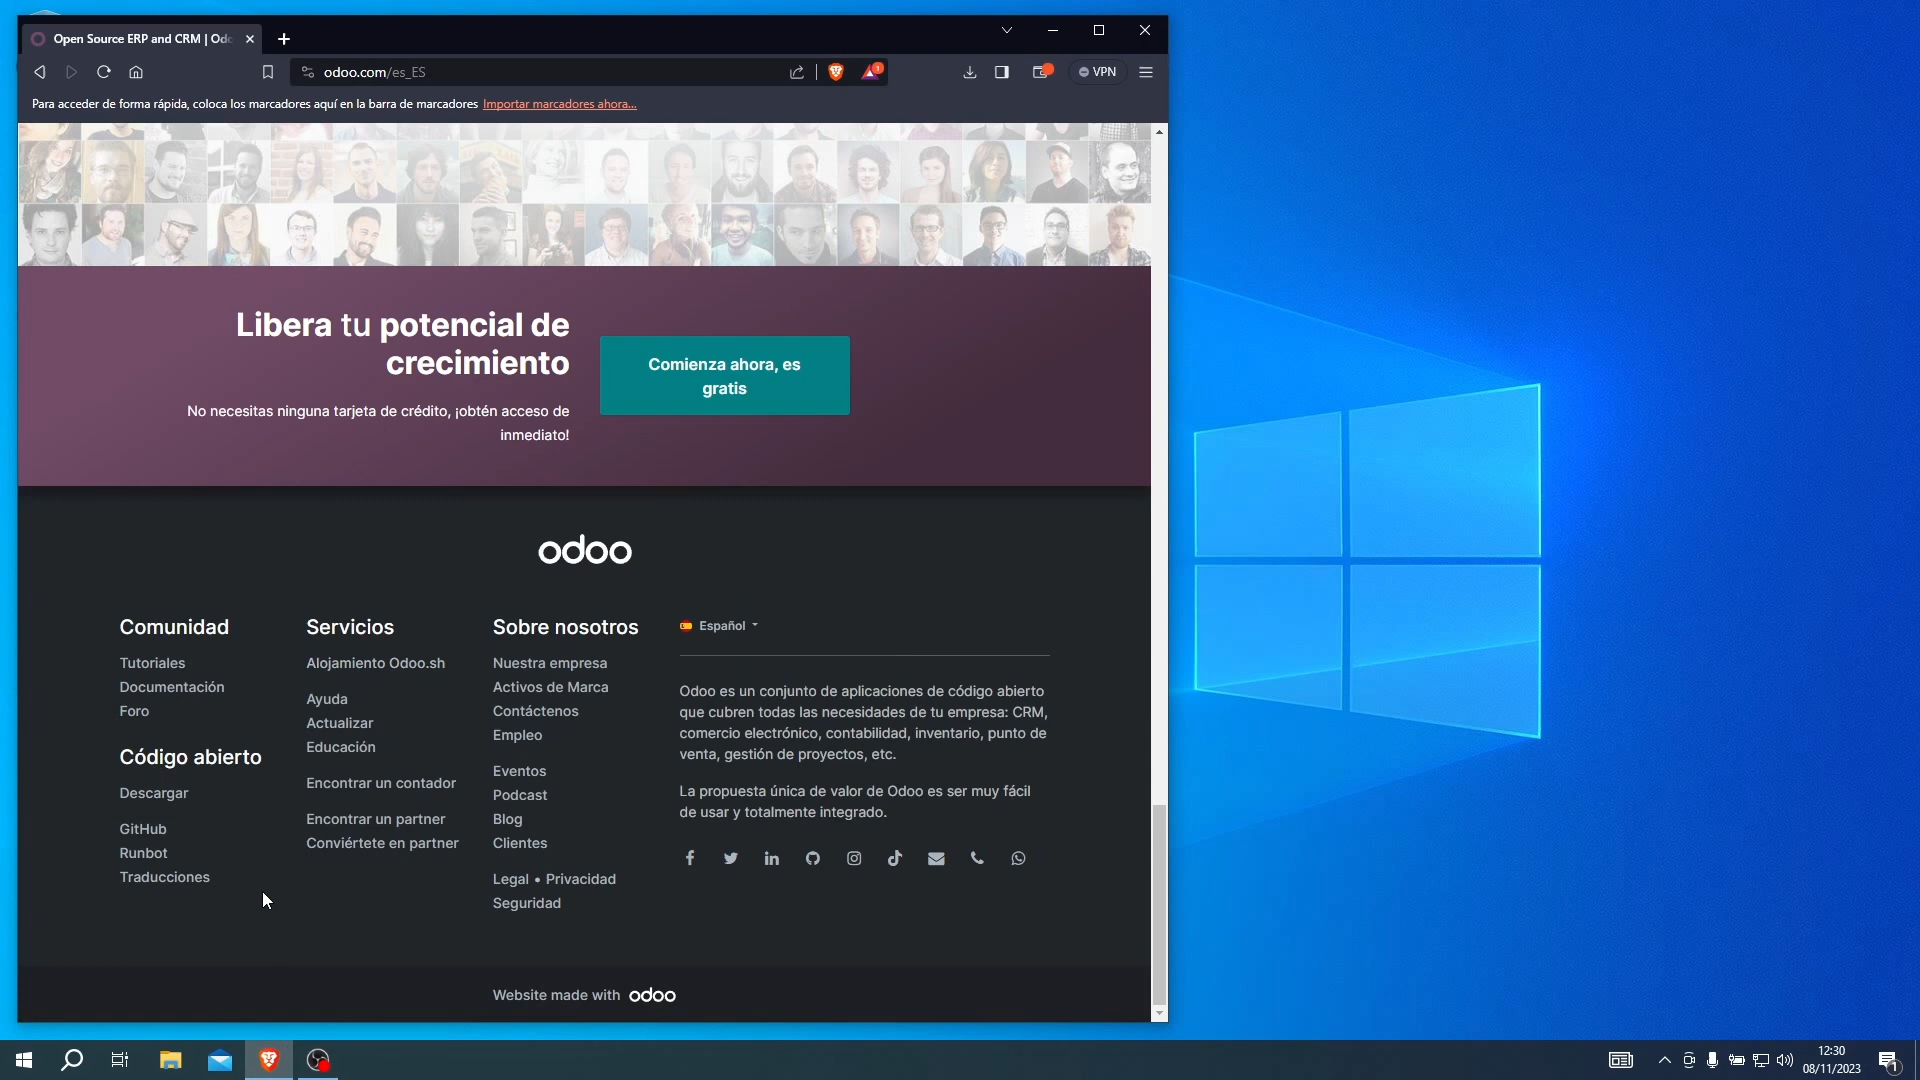 Open Source ERP and CRM | Odo
odoo.com/es_ES
1
VPN
Para acceder de forma rápida, coloca los marcadores aquí en la barra de marcadores Importar marcadores ahora...
Libera tu potencial de
crecimiento
No necesitas ninguna tarjeta de crédito, ¡obtén acceso de
inmediato!
Comienza ahora, es
gratis
odoo
Comunidad
Tutoriales
Documentación
Foro
Código abierto
Descargar
GitHub
Runbot
Traducciones
Servicios
Alojamiento Odoo.sh
Ayuda
Actualizar
Educación
Encontrar un contador
Encontrar un partner
Conviértete en partner
Sobre nosotros
Nuestra empresa
Activos de Marca
Contáctenos
Empleo
Eventos
Podcast
Blog
Clientes
Legal • Privacidad
Seguridad
Español
Odoo es un conjunto de aplicaciones de código abierto
que cubren todas las necesidades de tu empresa: CRM,
comercio electrónico, contabilidad, inventario, punto de
venta, gestión de proyectos, etc.
La propuesta única de valor de Odoo es ser muy fácil
de usar y totalmente integrado.
Website made with odoo
12:30
08/11/2023
1